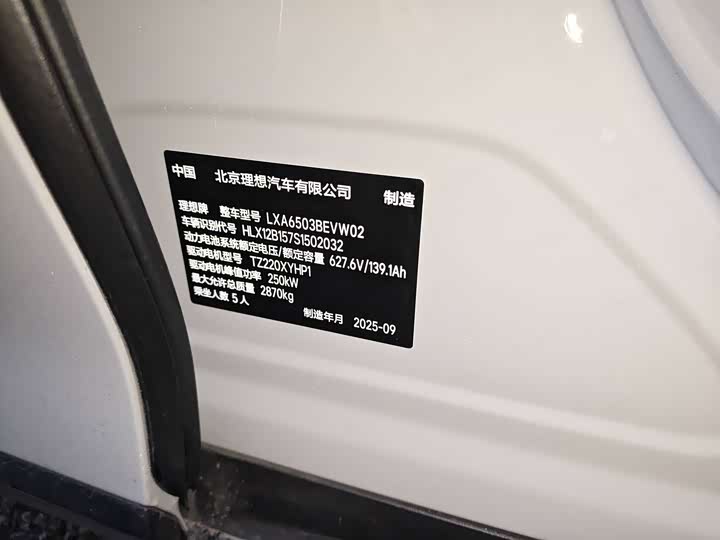 中国 北京理想汽车有限公司 制造
理想牌 整车型号 LXA6503BEVW02
车辆识别代号 HLX12B157S1502032
动力电池系统额定电压/额定容量 627.6V/139.1Ah
驱动电机型号 TZ220XYHP1
驱动电机峰值功率 250kW
最大允许总质量 2870kg
乘坐人数 5人
制造年月 2025-09